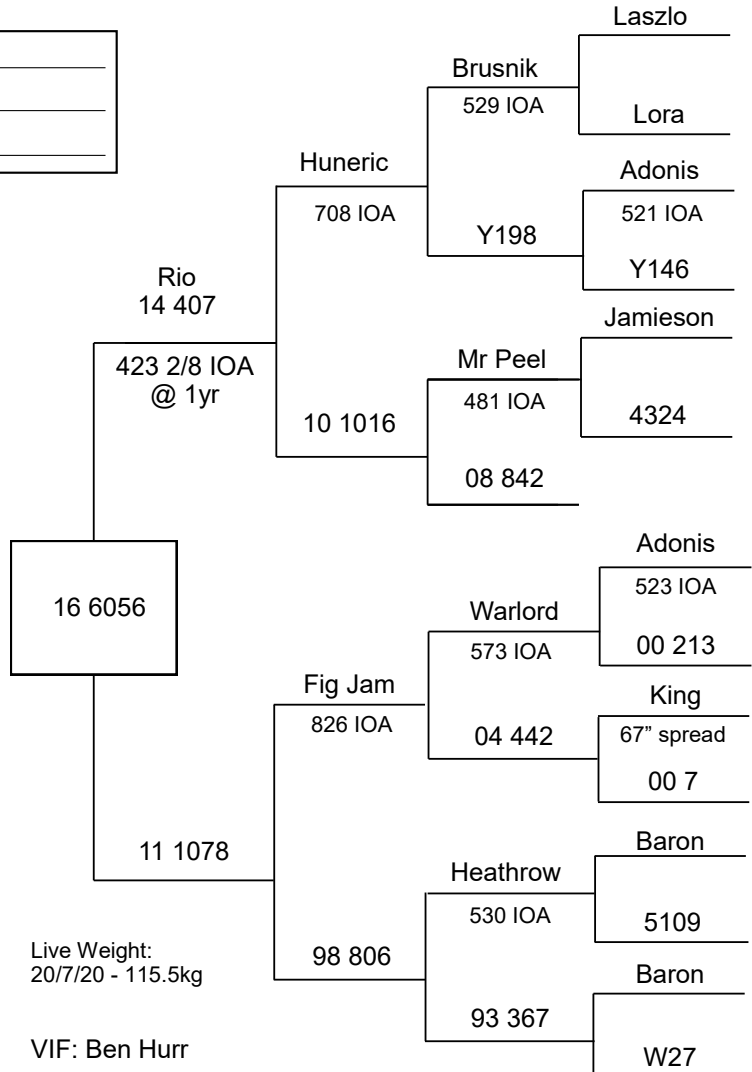 Laszlo
Brusnik
529 IOA
Lora
Huneric
708 IOA
Adonis
521 IOA
Y198
Y146
Rio
14 407
423 2/8 IOA
@ 1yr
Jamieson
Mr Peel
481 IOA
10 1016
4324
08 842
16 6056
Adonis
523 IOA
Warlord
573 IOA
00 213
Fig Jam
826 IOA
King
67” spread
04 442
00 7
11 1078
Baron
Heathrow
530 IOA
5109
98 806
Baron
93 367
W27
Live Weight:
20/7/20 - 115.5kg
VIF: Ben Hurr